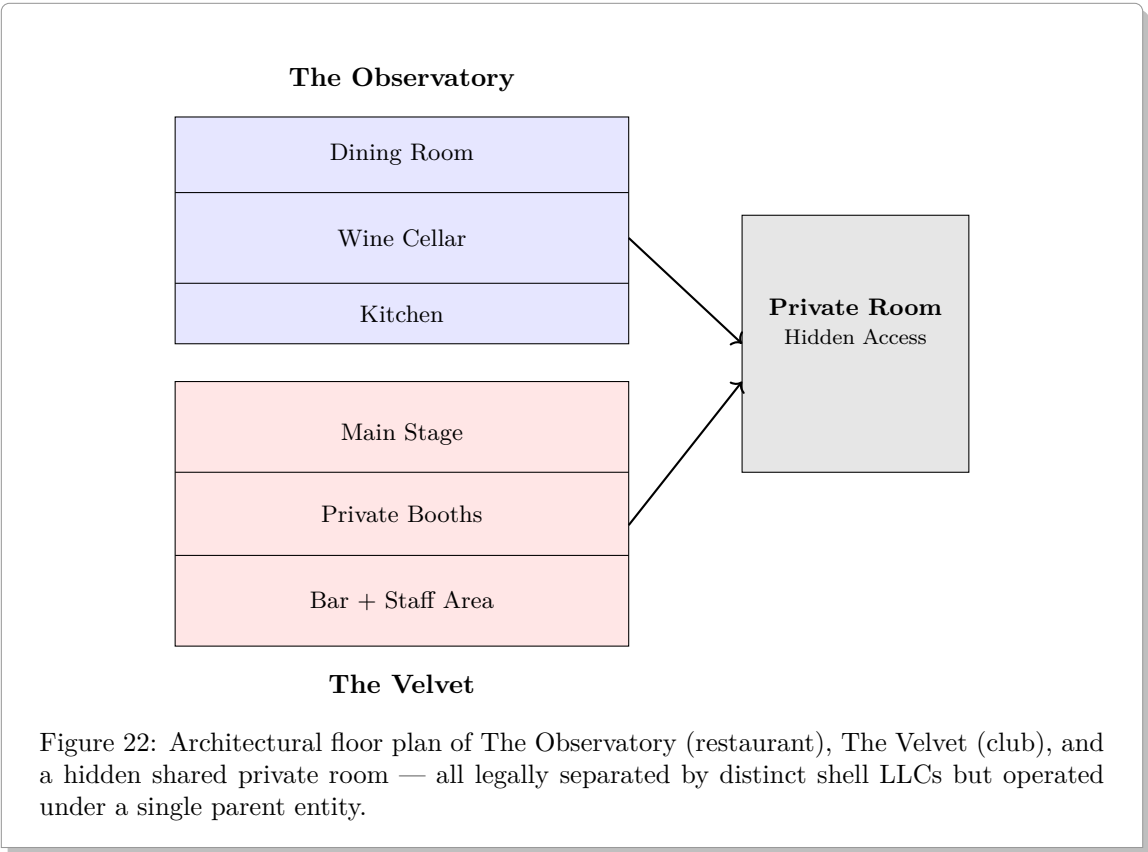 The Observatory
Dining Room
Wine Cellar
Kitchen
Private Room
Hidden Access
Main Stage
Private Booths
Bar + Staff Area
The Velvet
Figure 22: Architectural floor plan of The Observatory (restaurant), The Velvet (club), and
a hidden shared private room — all legally separated by distinct shell LLCs but operated
under a single parent entity.